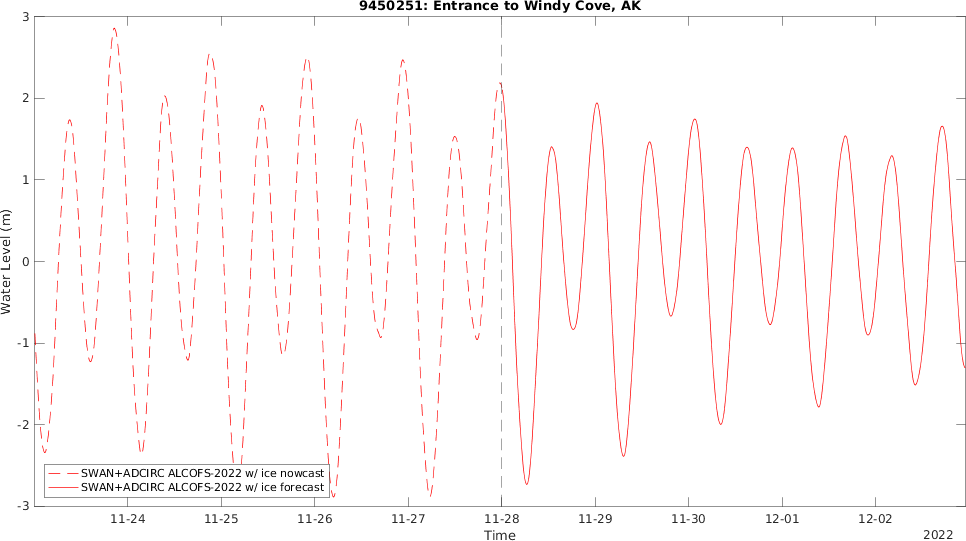 9450251: Entrance to Windy Cove, AK
3
2
1
0
-1
-2
-3
Water Level (m)
SWAN+ADCIRC ALCOFS-2022 w/ ice nowcast
SWAN+ADCIRC ALCOFS-2022 w/ ice forecast
11-24 11-25 11-26 11-27 11-28 11-29 11-30 12-01 12-02
Time
2022